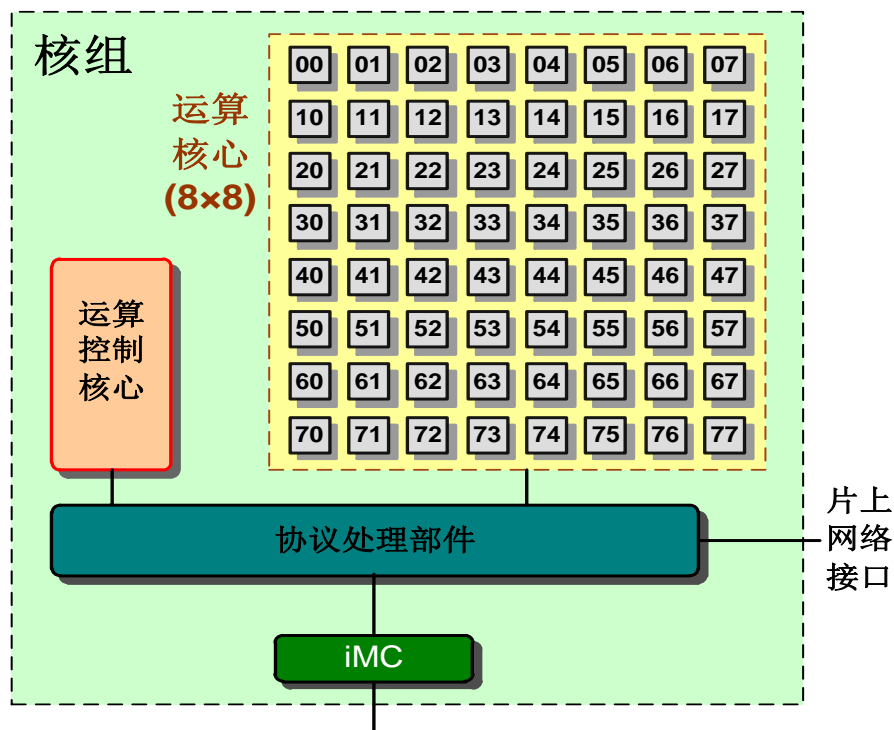 核组
运算
核心
(8×8)
00 01 02 03 04 05 06 07
10 11 12 13 14 15 16 17
20 21 22 23 24 25 26 27
30 31 32 33 34 35 36 37
40 41 42 43 44 45 46 47
50 51 52 53 54 55 56 57
60 61 62 63 64 65 66 67
70 71 72 73 74 75 76 77
运算
控制
核心
协议处理部件
片上
网络
接口
iMC